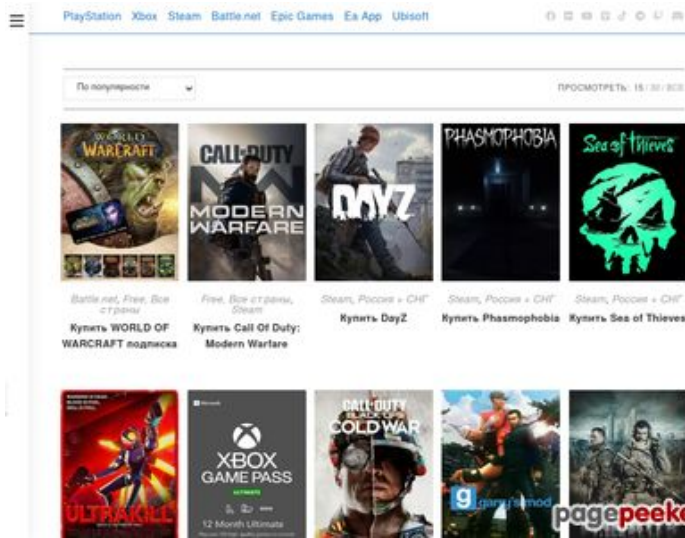 PlayStation Xbox Steam Battle.net Epic Games Ea App Ubisoft
По популярности
ПРОСМОТРЕТЬ: 15 / 30 / ВСЕ
WORLD
WARCRAFT
CALL DUTY
MODERN
WARFARE
DAYZ
PHASMOPHOBIA
Sea of Thieves
Battle.net, Free, Все
страны
Купить WORLD OF
WARCRAFT подписка
Free, Все страны,
Steam
Купить Call Of Duty:
Modern Warfare
Steam, Россия + СНГ
Купить DayZ
Steam, Россия + СНГ
Купить Phasmophobia
Steam, Россия + СНГ
Купить Sea of Thieves
ULTRAKILL
Microsoft
XBOX
GAME PASS
ULTIMATE
12 Month Ultimate
CALL DUTY
BLACK OPS
COLD WAR
g garry's mod
pagepeeke